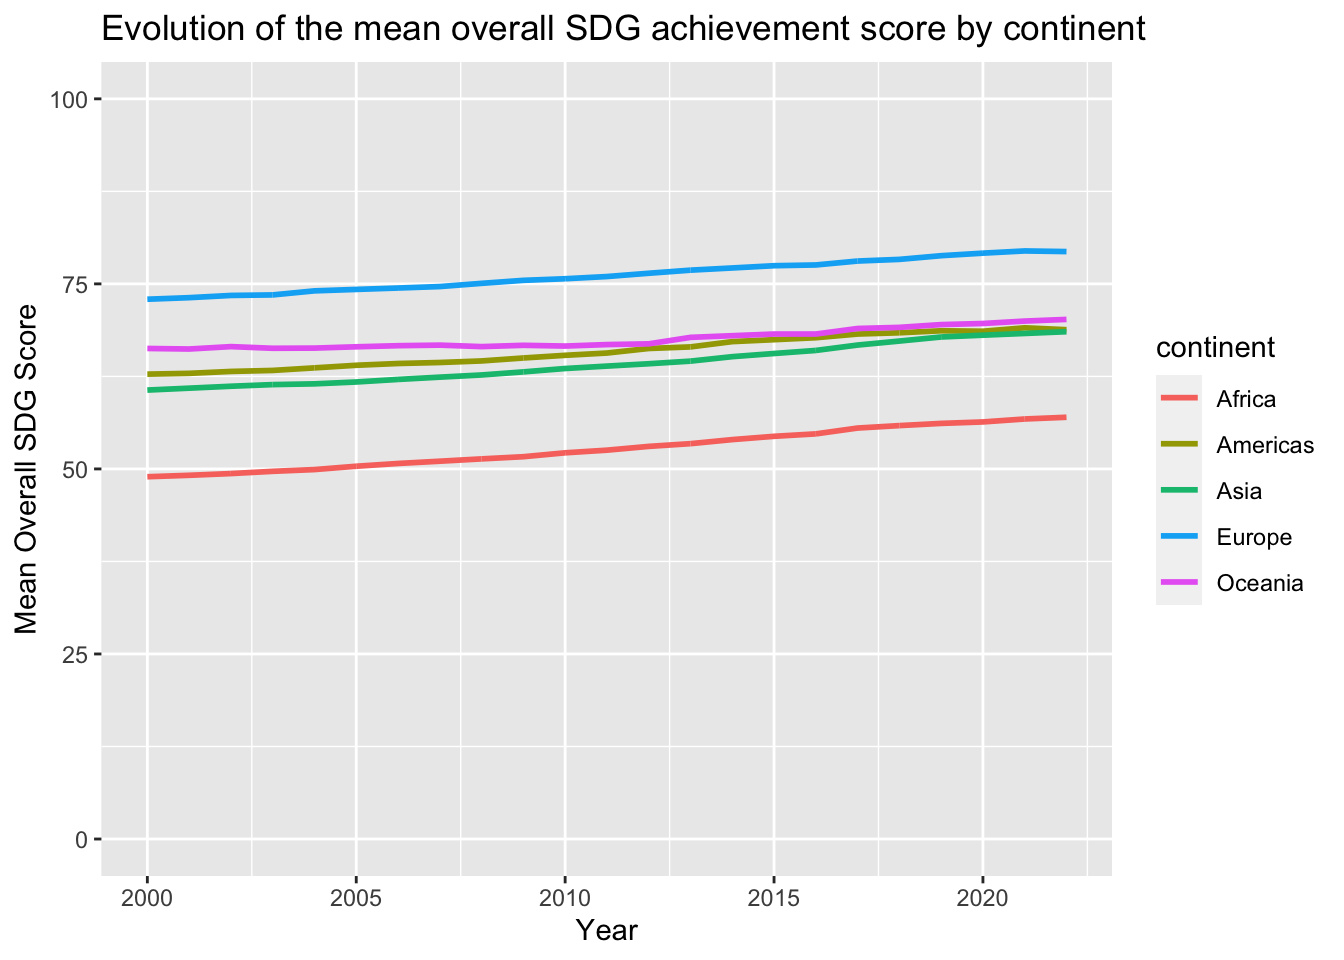 Evolution of the mean overall SDG achievement score by continent
Mean Overall SDG Score
100
75
50
25
0
2000 2005 2010 2015 2020
Year
continent
Africa
Americas
Asia
Europe
Oceania